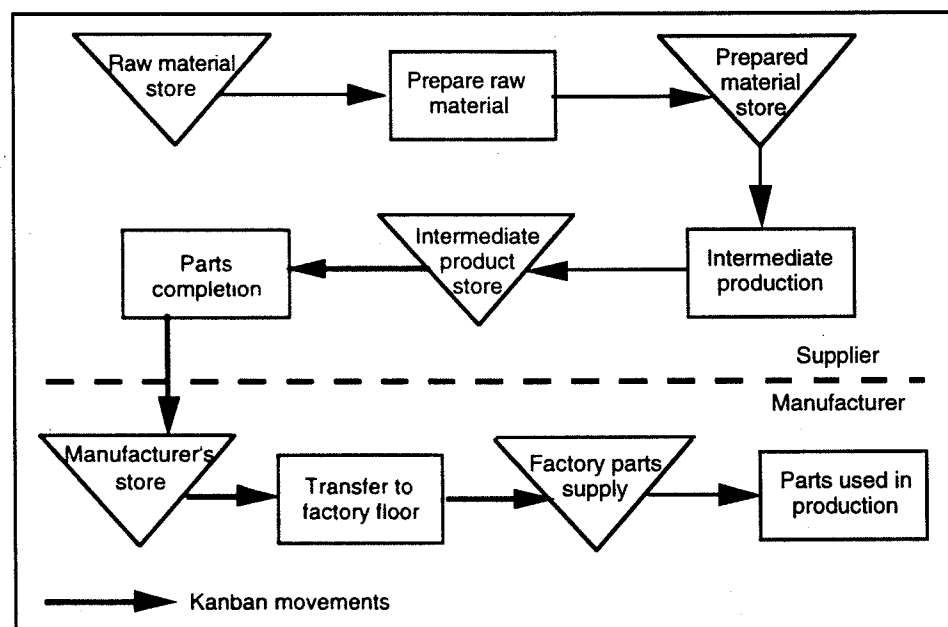 Raw material
store
Prepare raw
material
Prepared
material
store
Parts
completion
Intermediate
product
store
Intermediate
production
Supplier
Manufacturer
Manufacturer's
store
Transfer to
factory floor
Factory parts
supply
Parts used in
production
Kanban movements